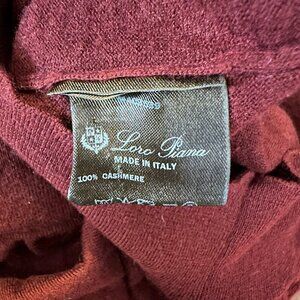 Loro Piana
MADE IN ITALY
100% CASHMERE